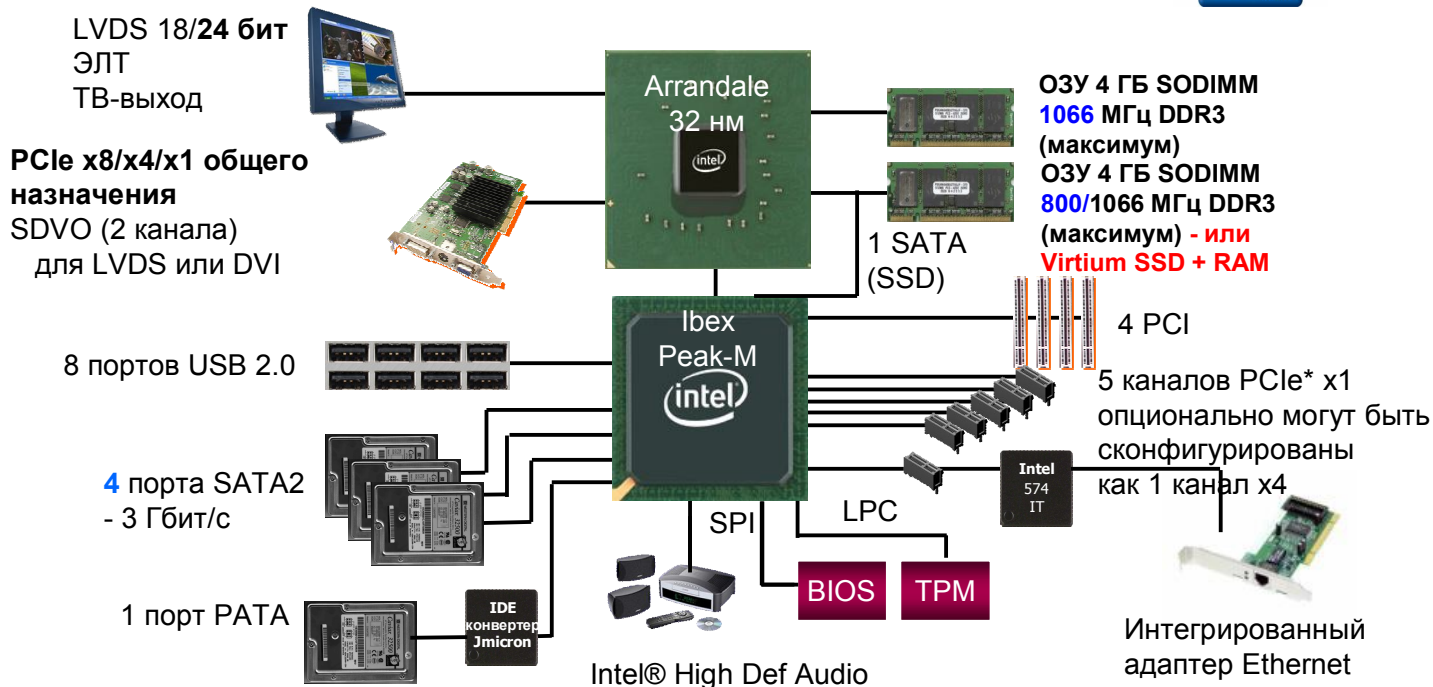 LVDS 18/24 бит
ЭЛТ
ТВ-выход
Arrandale
32 нм
intel
ОЗУ 4 ГБ SODIMM
1066 МГц DDR3
(максимум)
ОЗУ 4 ГБ SODIMM
800/1066 МГц DDR3
(максимум) - или
Virtium SSD + RAM
PCIe x8/x4/x1 общего
назначения
SDVO (2 канала)
для LVDS или DVI
1 SATA
(SSD)
Ibex
Peak-M
intel
4 PCI
8 портов USB 2.0
5 каналов PCIe* x1
опционально могут быть
сконфигурированы
как 1 канал x4
4 порта SATA2
- 3 Гбит/с
Intel
574
IT
SPI
LPC
BIOS
TPM
1 порт PATA
IDE
конвертер
Jmicron
Intel® High Def Audio
Интегрированный
адаптер Ethernet